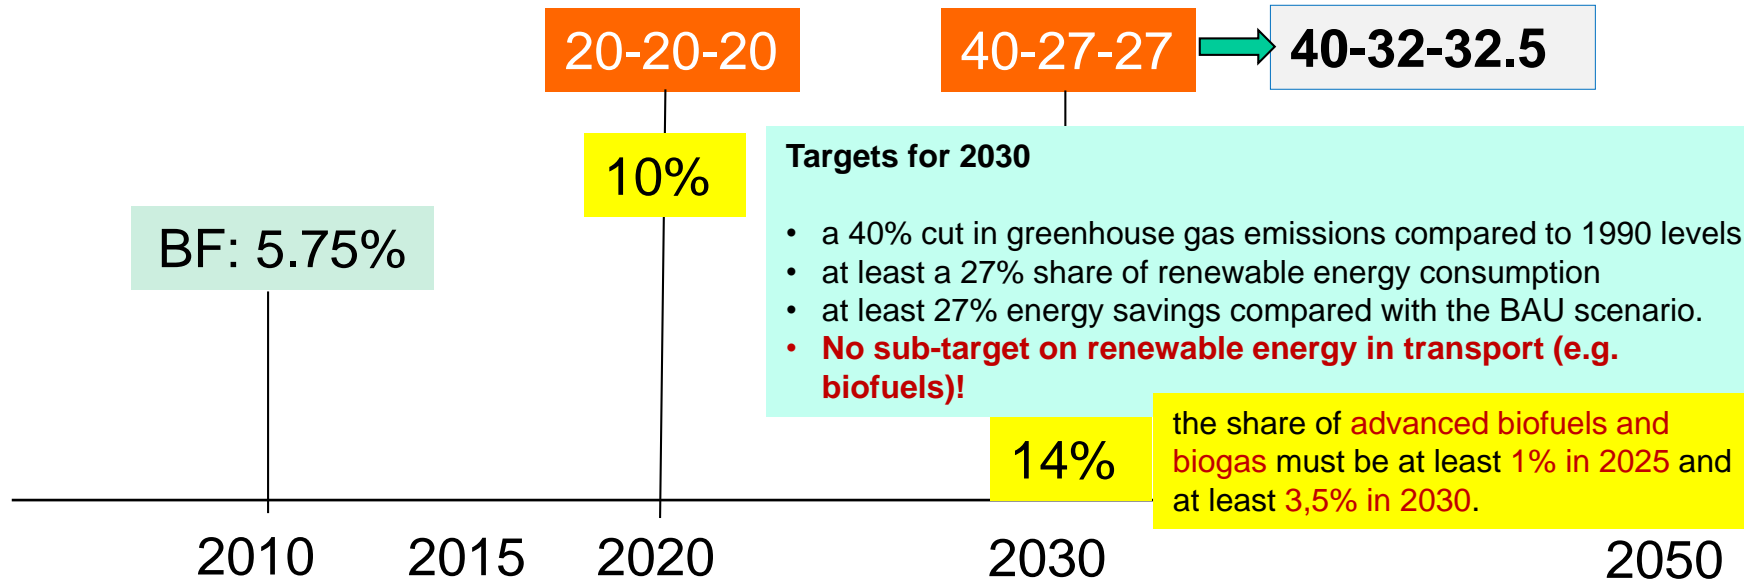 20-20-20
40-27-27
40-32-32.5
10%
BF: 5.75%
Targets for 2030
• a 40% cut in greenhouse gas emissions compared to 1990 levels
• at least a 27% share of renewable energy consumption
• at least 27% energy savings compared with the BAU scenario.
• No sub-target on renewable energy in transport (e.g.
biofuels)!
14%
the share of advanced biofuels and
biogas must be at least 1% in 2025 and
at least 3,5% in 2030.
2010
2015
2020
2030
2050